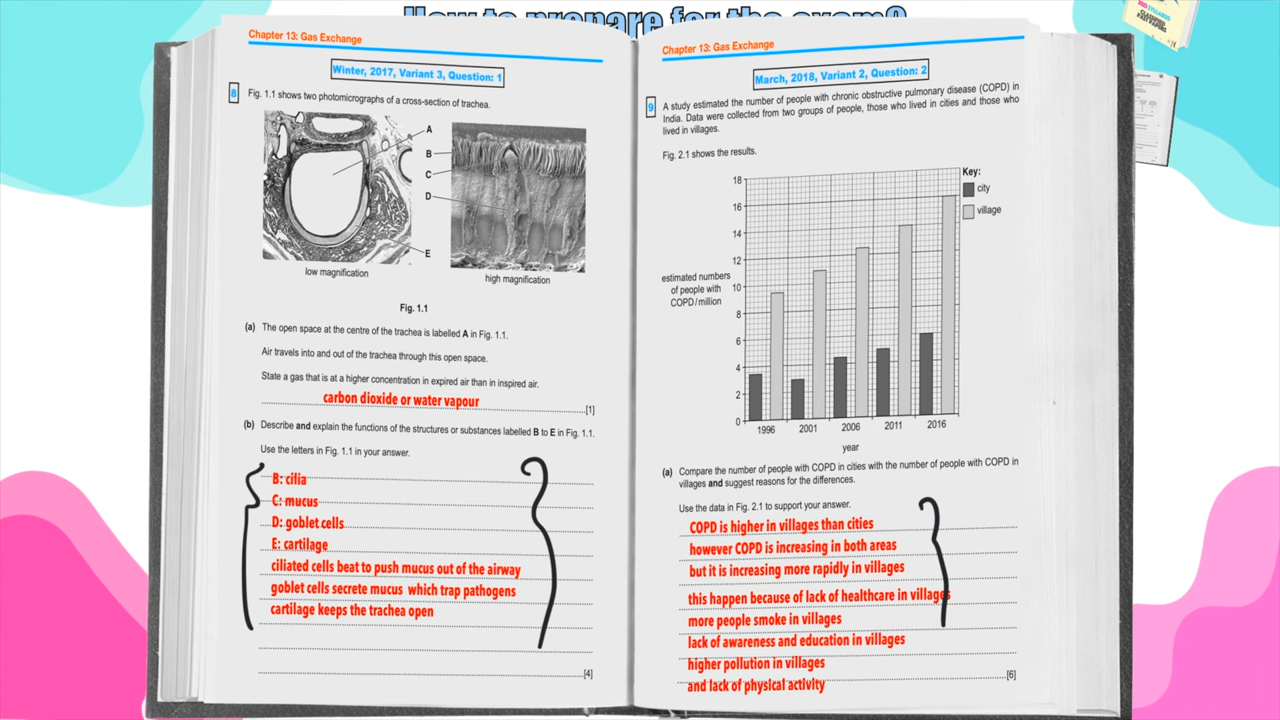 How to prepare for the exam?
Chapter 13: Gas Exchange
Winter, 2017, Variant 3, Question: 1
8 Fig. 1.1 shows two photomicrographs of a cross-section of trachea.
A
B
C
D
E
low magnification
high magnification
Fig. 1.1
(a) The open space at the centre of the trachea is labelled A in Fig. 1.1.
Air travels into and out of the trachea through this open space.
State a gas that is at a higher concentration in expired air than in inspired air.
carbon dioxide or water vapour
[1]
(b) Describe and explain the functions of the structures or substances labelled B to E in Fig. 1.1.
Use the letters in Fig. 1.1 in your answer.
B: cilia
C: mucus
D: goblet cells
E: cartilage
ciliated cells beat to push mucus out of the airway
goblet cells secrete mucus which trap pathogens
cartilage keeps the trachea open
[4]
Chapter 13: Gas Exchange
March, 2018, Variant 2, Question: 2
9 A study estimated the number of people with chronic obstructive pulmonary disease (COPD) in
India. Data were collected from two groups of people, those who lived in cities and those who
lived in villages.
Fig. 2.1 shows the results.
Key:
city
village
18
16
14
12
10
8
6
4
2
0
estimated numbers
of people with
COPD/million
1996 2001 2006 2011 2016
year
(a) Compare the number of people with COPD in cities with the number of people with COPD in
villages and suggest reasons for the differences.
Use the data in Fig. 2.1 to support your answer.
COPD is higher in villages than cities
however COPD is increasing in both areas
but it is increasing more rapidly in villages
this happen because of lack of healthcare in villages
more people smoke in villages
lack of awareness and education in villages
higher pollution in villages
and lack of physical activity
[6]